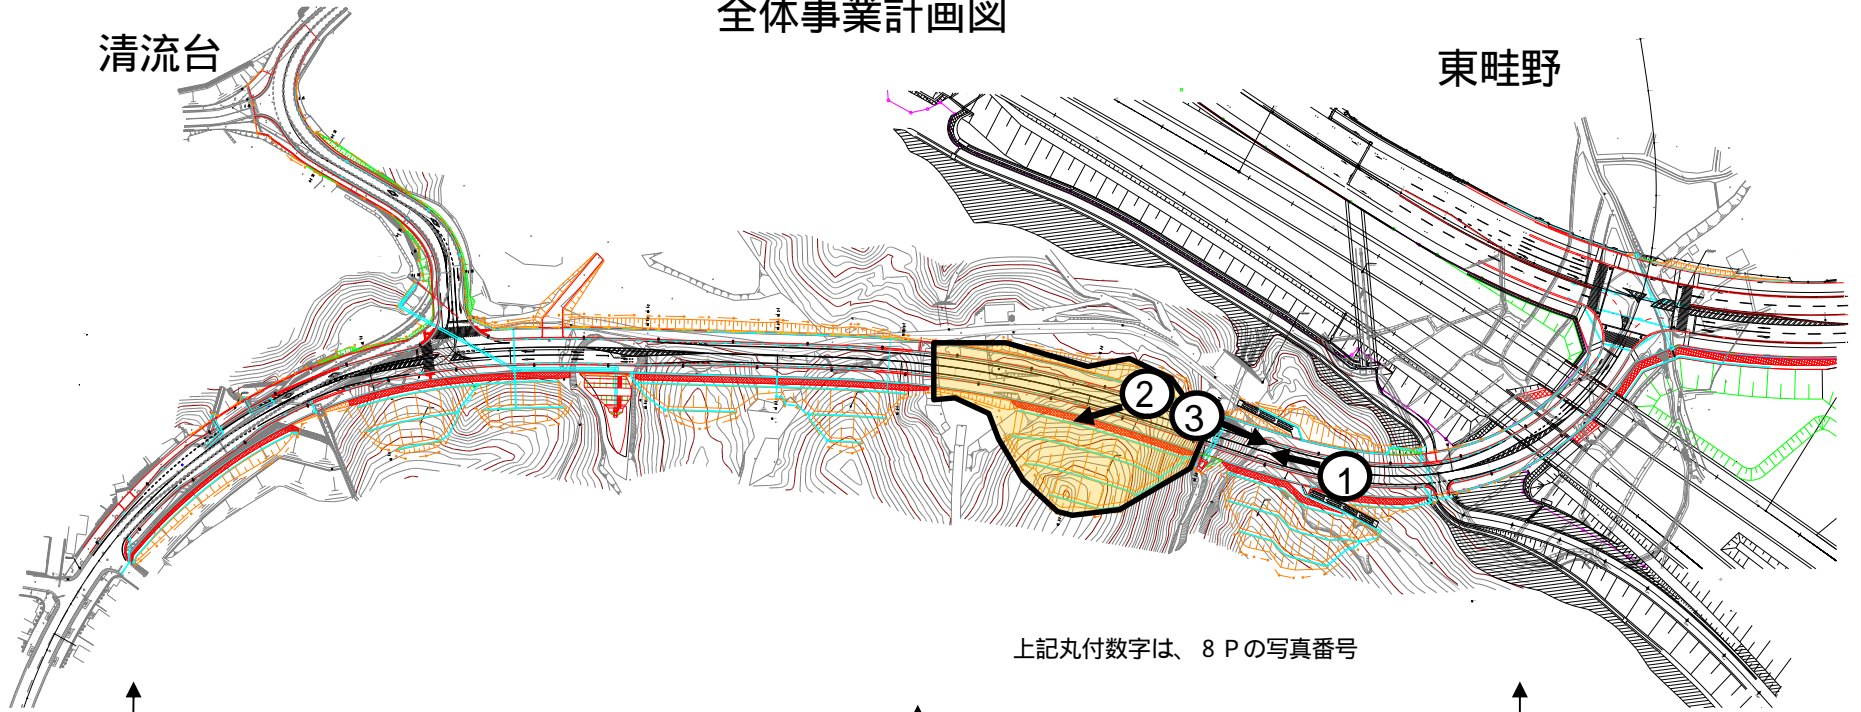 全体事業計画図
清流台
東畦野
②
③
①
上記丸付数字は、８Ｐの写真番号